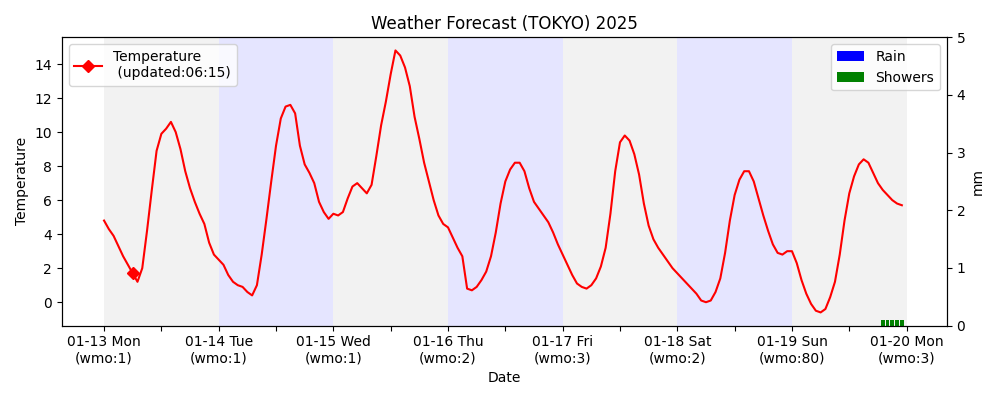 Weather Forecast (TOKYO) 2025
Temperature
(updated:06:15)
Rain
Showers
14
12
10
8
6
4
2
0
Temperature
5
4
3
2
1
0
mm
01-13 Mon
(wmo:1)
01-14 Tue
(wmo:1)
01-15 Wed
(wmo:1)
01-16 Thu
(wmo:2)
01-17 Fri
(wmo:3)
01-18 Sat
(wmo:2)
01-19 Sun
(wmo:80)
01-20 Mon
(wmo:3)
Date